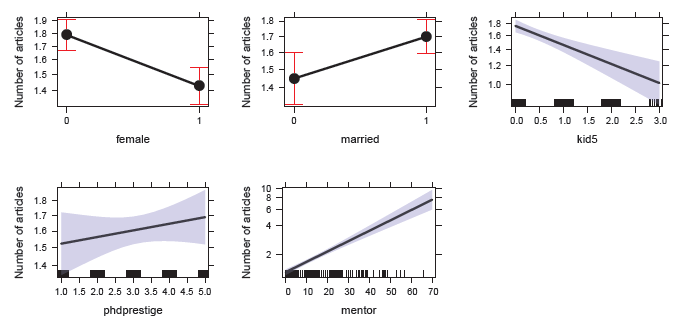 Number of articles
1.9
1.8
1.7
1.6
1.5
1.4
0 1
female
Number of articles
1.8
1.7
1.6
1.5
1.4
0 1
married
Number of articles
1.8
1.6
1.4
1.2
1.0
0.0 0.5 1.0 1.5 2.0 2.5 3.0
kid5
Number of articles
1.8
1.7
1.6
1.5
1.4
1.0 1.5 2.0 2.5 3.0 3.5 4.0 4.5 5.0
phdprestige
Number of articles
10
8
6
4
2
0 10 20 30 40 50 60 70
mentor